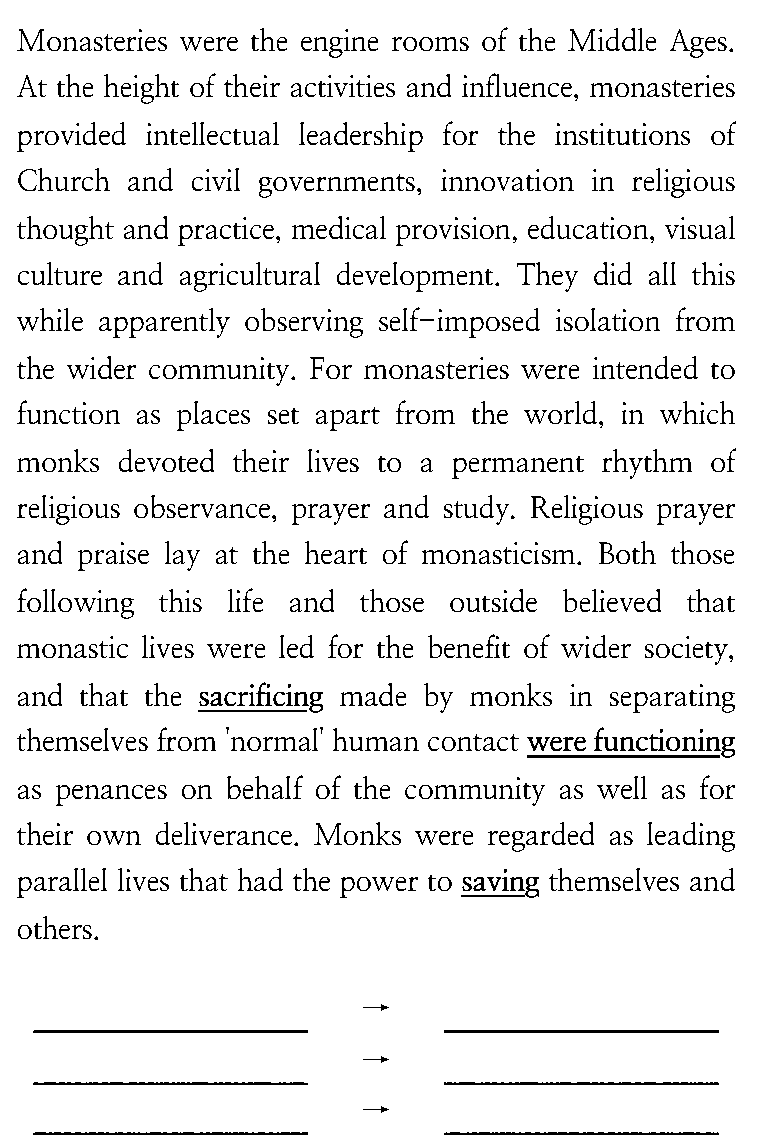 Monasteries were the engine rooms of the Middle Ages.
At the height of their activities and influence, monasteries
provided intellectual leadership for the institutions of
Church and civil governments, innovation in religious
thought and practice, medical provision, education, visual
culture and agricultural development. They did all this
while apparently observing self-imposed isolation from
the wider community. For monasteries were intended to
function as places set apart from the world, in which
monks devoted their lives to a permanent rhythm of
religious observance, prayer and study. Religious prayer
and praise lay at the heart of monasticism. Both those
following this life and those outside believed that
monastic lives were led for the benefit of wider society,
and that the sacrificing made by monks in separating
themselves from 'normal' human contact were functioning
as penances on behalf of the community as well as for
their own deliverance. Monks were regarded as leading
parallel lives that had the power to saving themselves and
others.
→
→
→